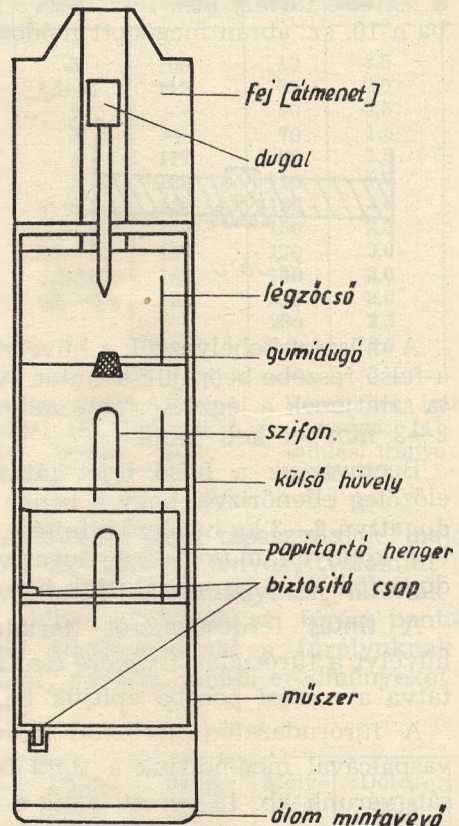 fej [átmenet]
dugal
légzőcső
gumidugó
szifon.
külső hüvely
papírtartó henger
biztosító csap
műszer
ólom mintavevő